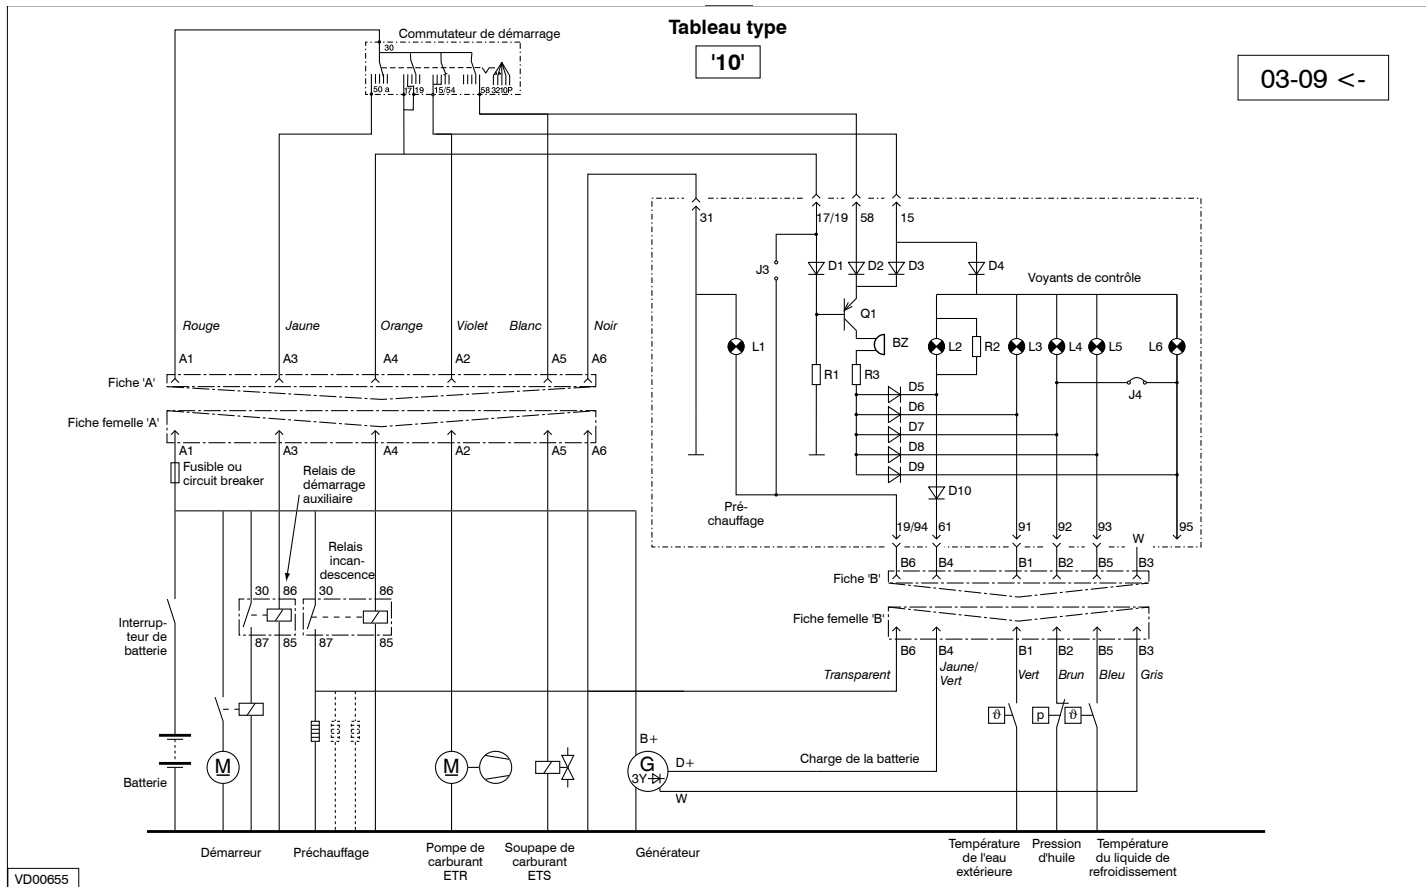 Tableau type
'10'
03-09 <-
Commutateur de démarrage
30
50 a
17/19
15/54
58
3210P
31
17/19
58
15
J3
D1
D2
D3
D4
Voyants de contrôle
Q1
BZ
L1
L2
R2
L3
L4
L5
L6
R1
R3
J4
D5
D6
D7
D8
D9
D10
Pré-
chauffage
19/94
61
91
92
93
95
W
Rouge
Jaune
Orange
Violet
Blanc
Noir
A1
A3
A4
A2
A5
A6
Fiche 'A'
Fiche femelle 'A'
A1
A3
A4
A2
A5
A6
Fusible ou
circuit breaker
Relais de
démarrage
auxiliaire
Relais
incan-
descence
30
86
30
86
87
85
87
85
Interrup-
teur de
batterie
B6
B4
B1
B2
B5
B3
Fiche 'B'
Fiche femelle 'B'
B6
B4
B1
B2
B5
B3
Transparent
Jaune/
Vert
Vert
Brun
Bleu
Gris
ϑ
p
ϑ
Batterie
M
M
B+
G
3Y
D+
W
Charge de la batterie
Démarreur
Préchauffage
Pompe de
carburant
ETR
Soupape de
carburant
ETS
Générateur
Température
de l'eau
extérieure
Pression
d'huile
Température
du liquide de
refroidissement
VD00655